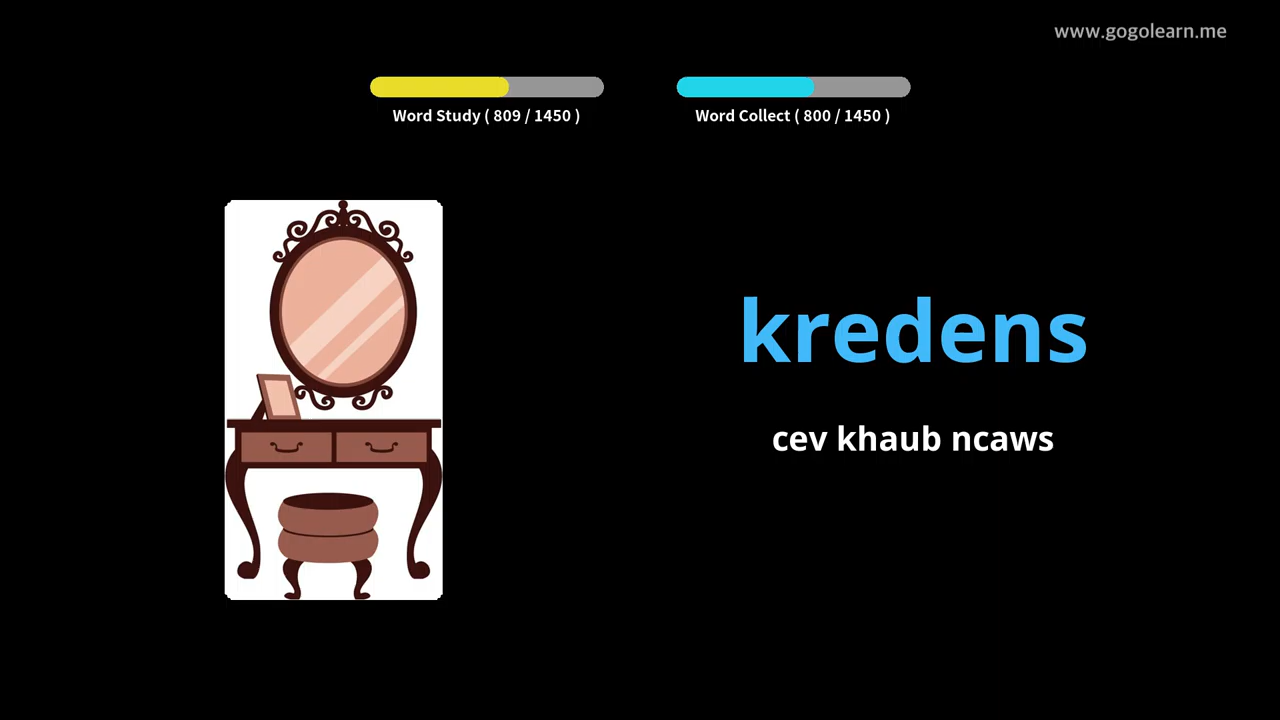 www.gogolearn.me
Word Study ( 809 / 1450 )
Word Collect ( 800 / 1450 )
kredens
cev khaub ncaws